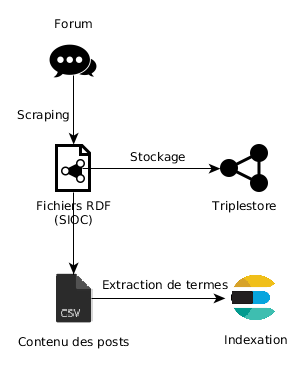 Forum
Scraping
Stockage
Fichiers RDF
(SIOC)
Triplestore
Extraction de termes
CSV
Contenu des posts
Indexation